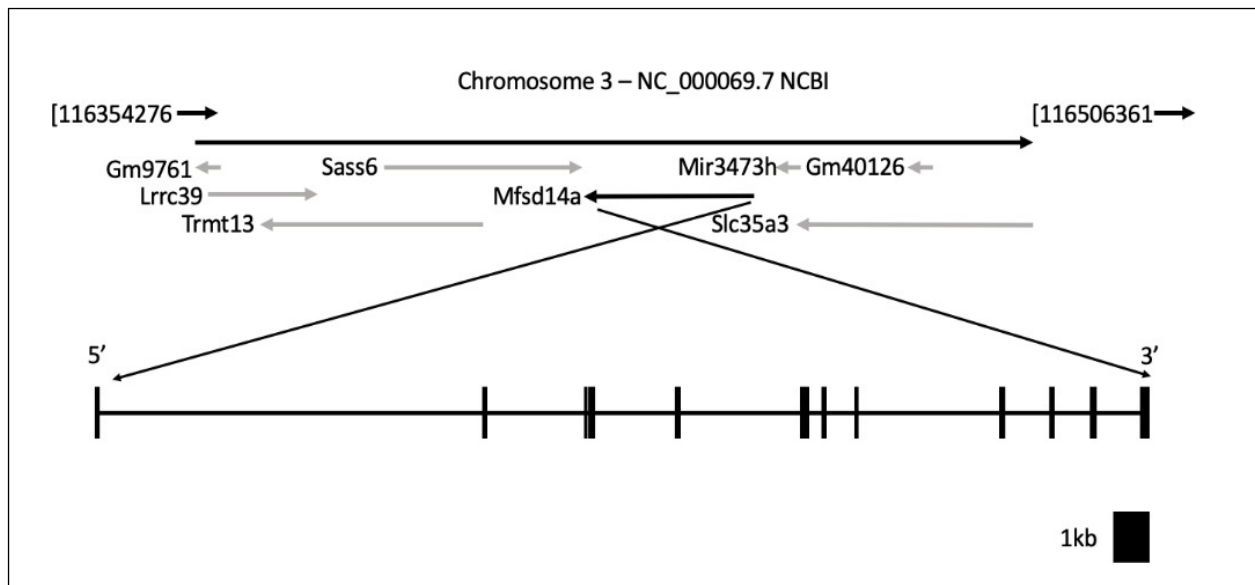 Chromosome 3 – NC_000069.7 NCBI
[116354276
[116506361
Gm9761
Sass6
Mir3473h
Gm40126
Lrrc39
Mfsd14a
Trmt13
Slc35a3
5’
3’
1kb